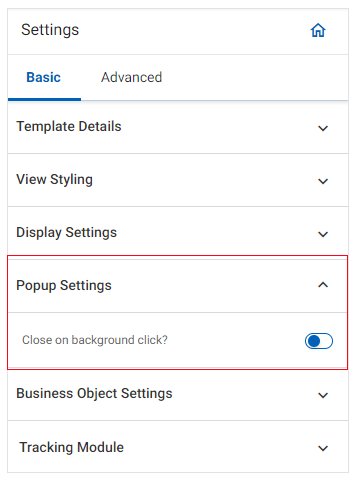 Settings
Basic Advanced
Template Details
View Styling
Display Settings
Popup Settings
Close on background click?
Business Object Settings
Tracking Module